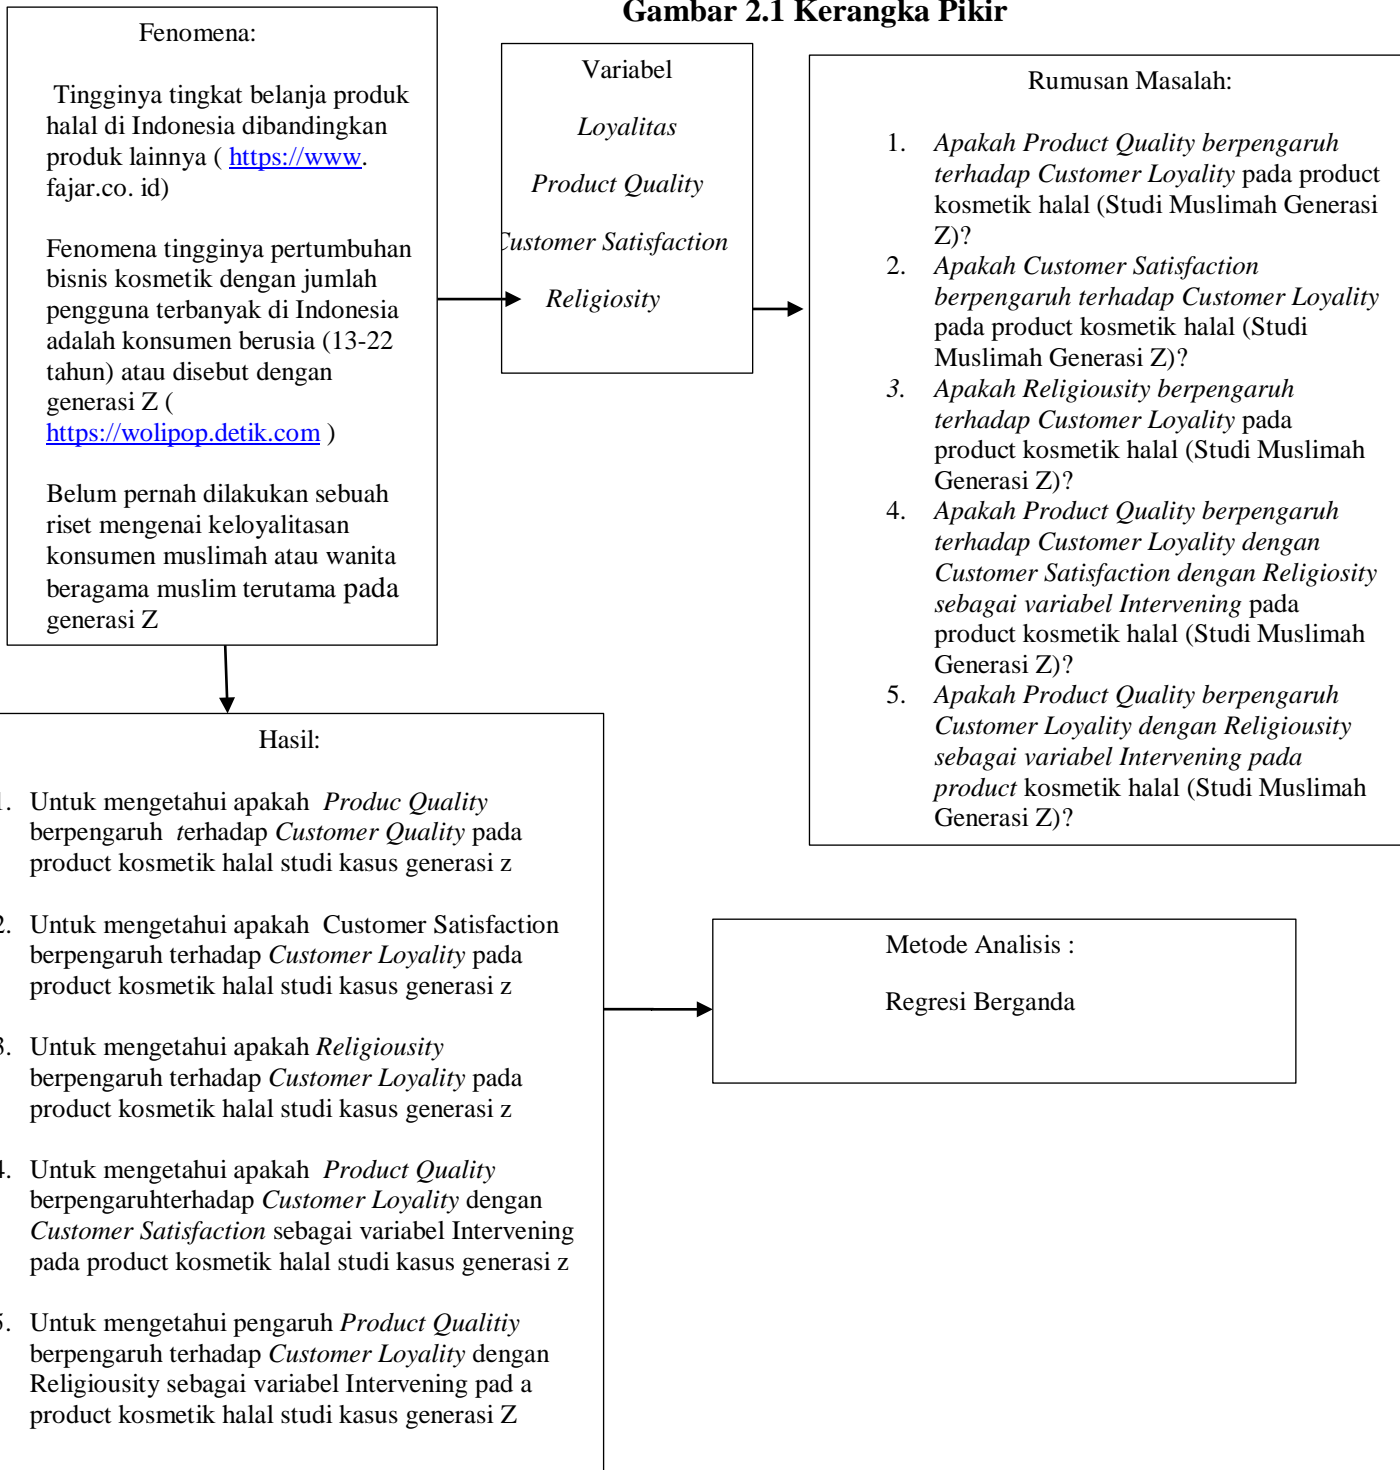 Gambar 2.1 Kerangka Pikir
Fenomena:
Tingginya tingkat belanja produk
halal di Indonesia dibandingkan
produk lainnya ( https://www.
fajar.co. id)
Fenomena tingginya pertumbuhan
bisnis kosmetik dengan jumlah
pengguna terbanyak di Indonesia
adalah konsumen berusia (13-22
tahun) atau disebut dengan
generasi Z (
https://wolipop.detik.com )
Belum pernah dilakukan sebuah
riset mengenai keloyalitasan
konsumen muslimah atau wanita
beragama muslim terutama pada
generasi Z
Variabel
Loyalitas
Product Quality
Customer Satisfaction
Religiosity
Rumusan Masalah:
1. Apakah Product Quality berpengaruh
terhadap Customer Loyality pada product
kosmetik halal (Studi Muslimah Generasi
Z)?
2. Apakah Customer Satisfaction
berpengaruh terhadap Customer Loyality
pada product kosmetik halal (Studi
Muslimah Generasi Z)?
3. Apakah Religiousity berpengaruh
terhadap Customer Loyality pada
product kosmetik halal (Studi Muslimah
Generasi Z)?
4. Apakah Product Quality berpengaruh
terhadap Customer Loyality dengan
Customer Satisfaction dengan Religiosity
sebagai variabel Intervening pada
product kosmetik halal (Studi Muslimah
Generasi Z)?
5. Apakah Product Quality berpengaruh
Customer Loyality dengan Religiousity
sebagai variabel Intervening pada
product kosmetik halal (Studi Muslimah
Generasi Z)?
Hasil:
1. Untuk mengetahui apakah Produc Quality
berpengaruh terhadap Customer Quality pada
product kosmetik halal studi kasus generasi z
2. Untuk mengetahui apakah Customer Satisfaction
berpengaruh terhadap Customer Loyality pada
product kosmetik halal studi kasus generasi z
3. Untuk mengetahui apakah Religiousity
berpengaruh terhadap Customer Loyality pada
product kosmetik halal studi kasus generasi z
4. Untuk mengetahui apakah Product Quality
berpengaruhterhadap Customer Loyality dengan
Customer Satisfaction sebagai variabel Intervening
pada product kosmetik halal studi kasus generasi z
5. Untuk mengetahui pengaruh Product Qualitiy
berpengaruh terhadap Customer Loyality dengan
Religiousity sebagai variabel Intervening pad a
product kosmetik halal studi kasus generasi Z
Metode Analisis :
Regresi Berganda